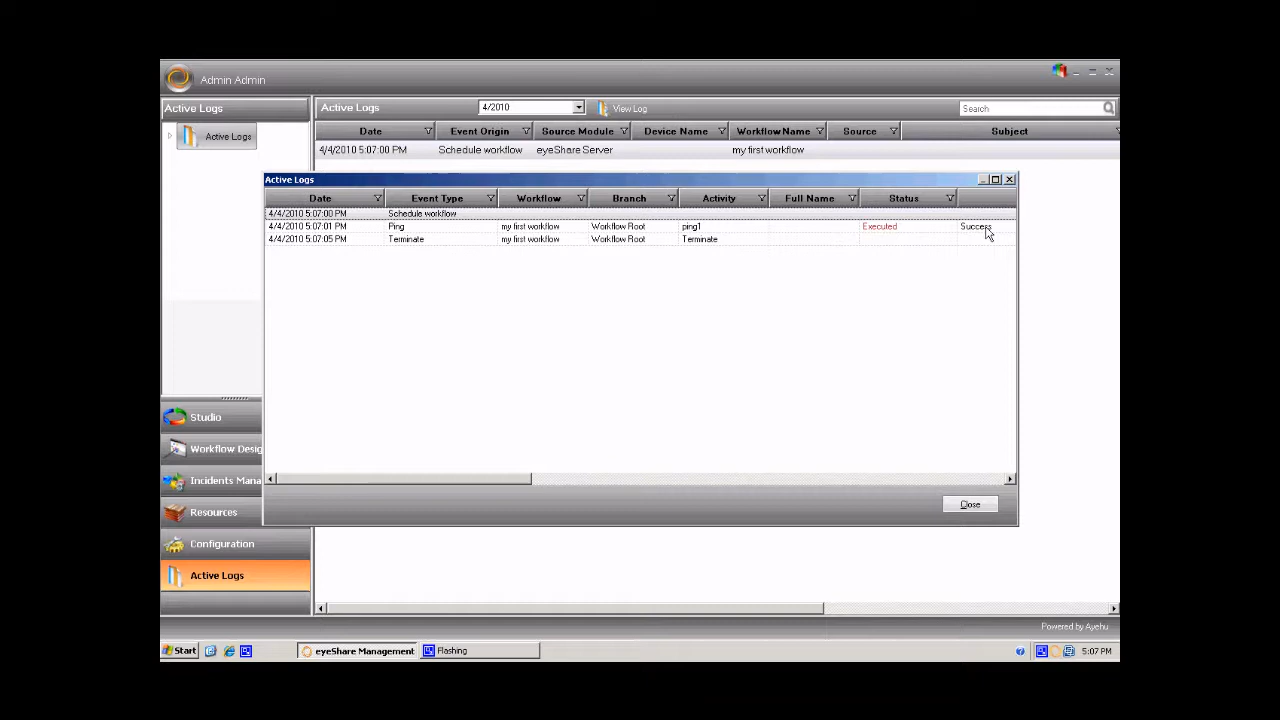 Admin Admin
Active Logs
Active Logs
4/2010
View Log
Search
Active Logs
Date
Event Origin
Source Module
Device Name
Workflow Name
Source
Subject
4/4/2010 5:07:00 PM
Schedule workflow
eyeShare Server
my first workflow
Active Logs
Date
Event Type
Workflow
Branch
Activity
Full Name
Status
4/4/2010 5:07:00 PM
Schedule workflow
4/4/2010 5:07:01 PM
Ping
my first workflow
Workflow Root
ping1
Executed
Success
4/4/2010 5:07:05 PM
Terminate
my first workflow
Workflow Root
Terminate
Close
Studio
Workflow Desig
Incidents Mana
Resources
Configuration
Active Logs
Powered by Ayehu
Start
eyeShare Management
Flashing
5:07 PM